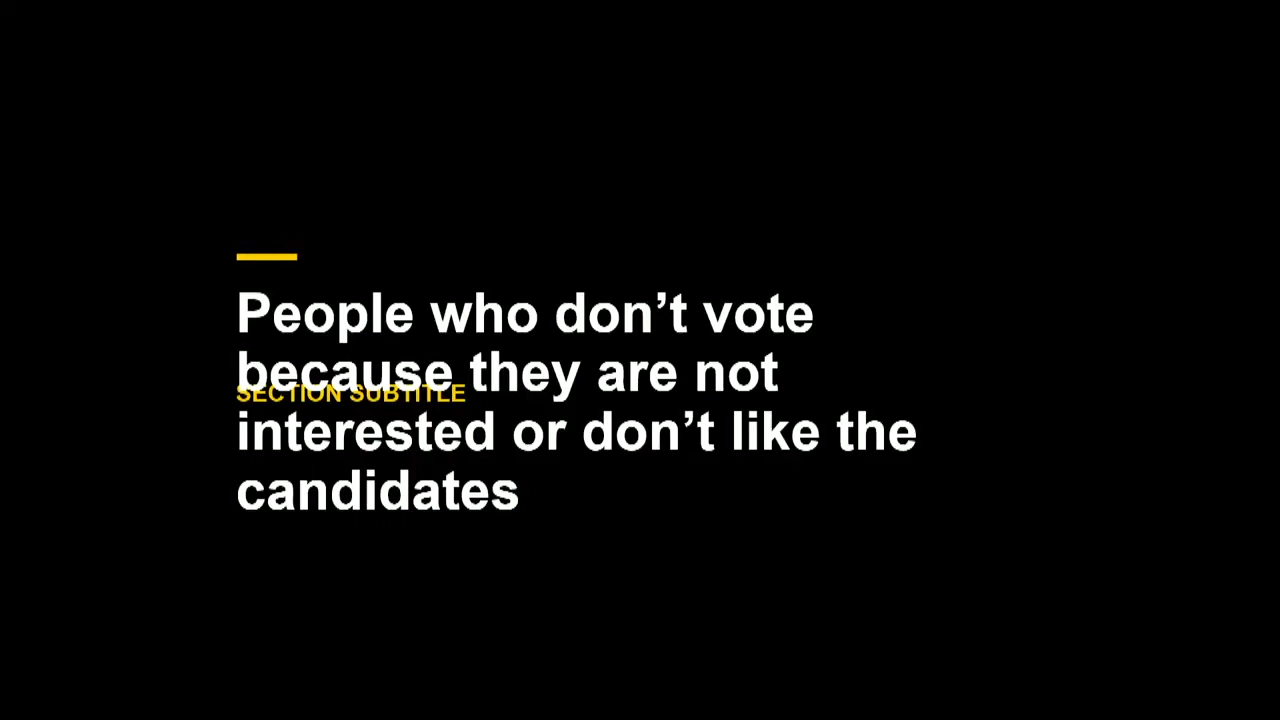 People who don’t vote
because they are not
SECTION SUBTITLE
interested or don’t like the
candidates